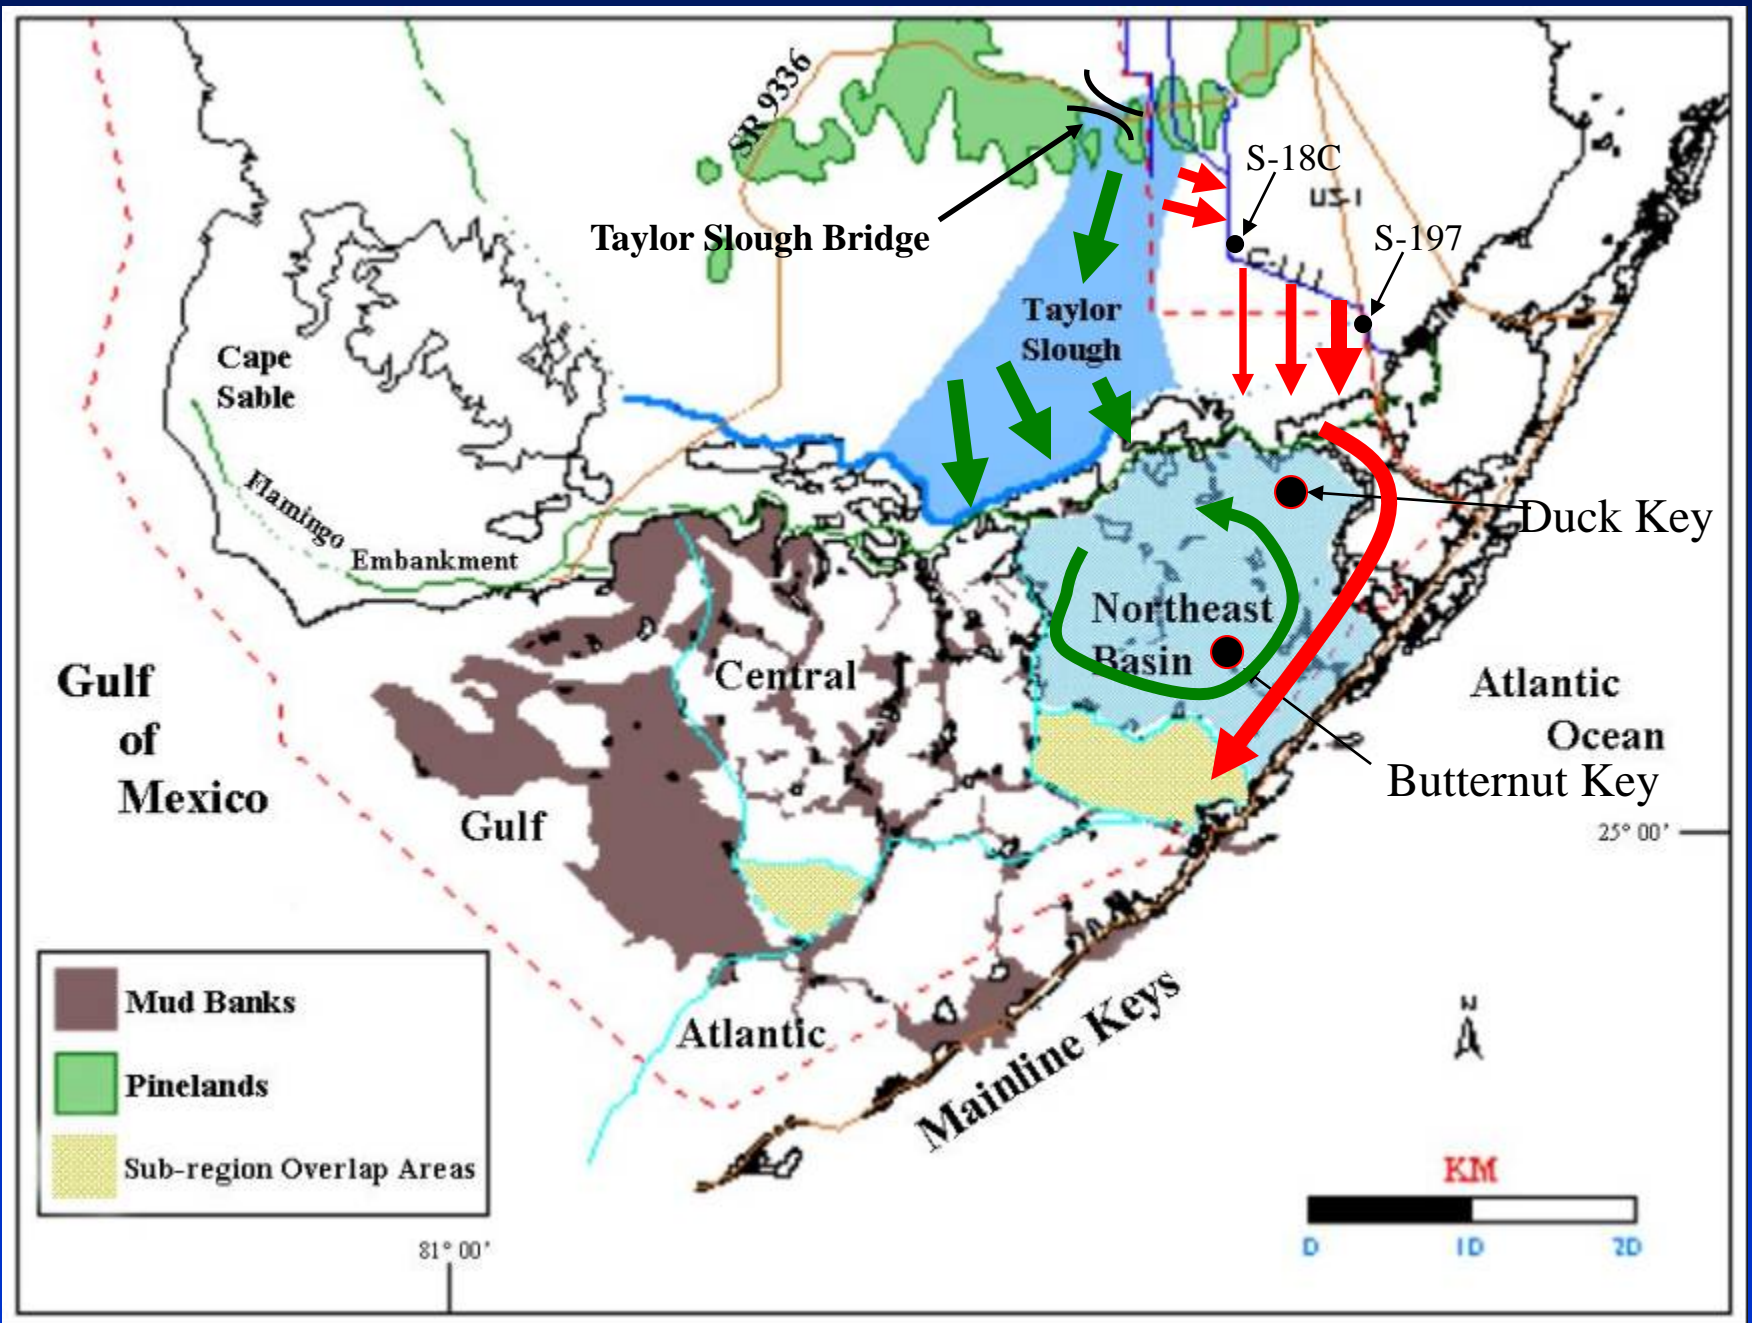 SR 9336
S-18C
US-1
Taylor Slough Bridge
S-197
C-111
Taylor
Slough
Cape
Sable
Flamingo
Embankment
Duck Key
Northeast
Basin
Central
Gulf
of
Mexico
Atlantic
Ocean
Butternut Key
Gulf
25° 00'
Mud Banks
Pinelands
Sub-region Overlap Areas
Atlantic
Mainline Keys
N
KM
0 10 20
81° 00'